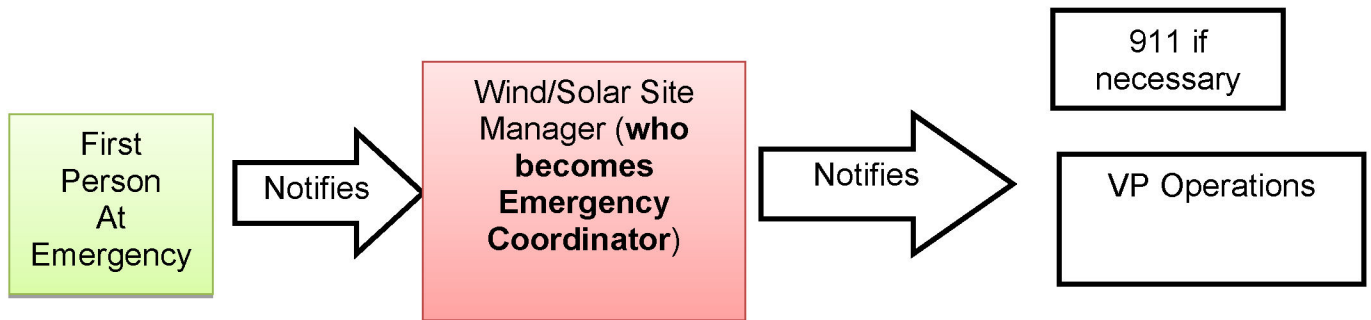 First
Person
At
Emergency
Notifies
Wind/Solar Site
Manager (who
becomes
Emergency
Coordinator)
Notifies
911 if
necessary
VP Operations